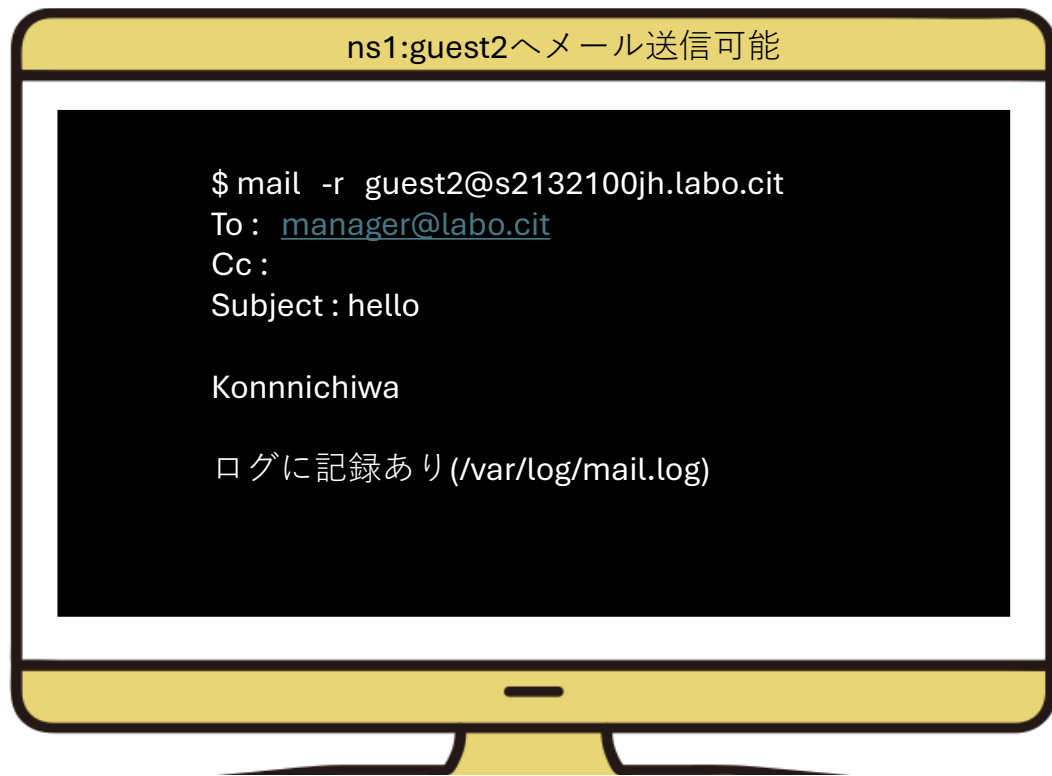 ns1:guest2へメール送信可能
$ mail -r guest2@s2132100jh.labo.cit
To : manager@labo.cit
Cc :
Subject : hello
Konnnichiwa
ログに記録あり(/var/log/mail.log)